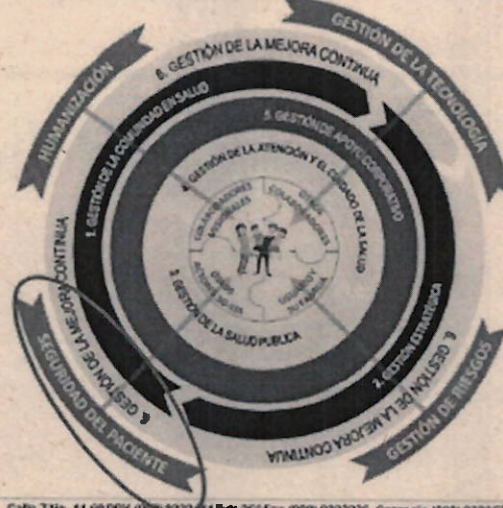 HUMANIZACIÓN
GESTIÓN DE LA TECNOLOGÍA
6. GESTIÓN DE LA MEJORA CONTINUA
1. GESTIÓN DE LA COMUNIDAD EN SALUD
5. GESTIÓN DE APOYO CORPORATIVO
4. GESTIÓN DE LA ATENCIÓN Y EL CUIDADO DE LA SALUD
COLABORADORES
COLABORADORES
3. GESTIÓN DE LA SALUD PÚBLICA
2. GESTIÓN ESTRATÉGICA
6. GESTIÓN DE LA MEJORA CONTINUA
6. GESTIÓN DE LA MEJORA CONTINUA
SEGURIDAD DEL PACIENTE
GESTIÓN DE RIESGOS